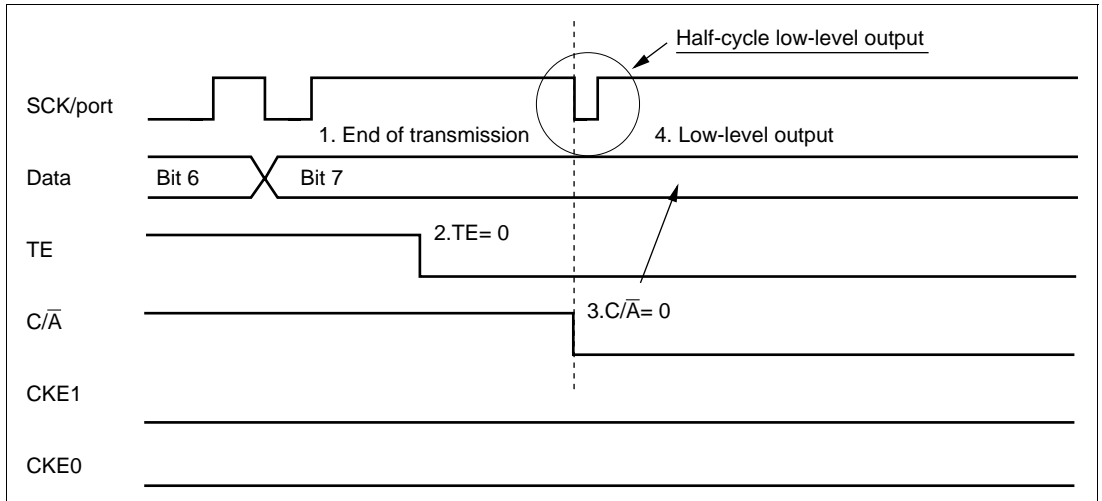 Half-cycle low-level output
SCK/port
1. End of transmission
4. Low-level output
Data
Bit 6
Bit 7
TE
2.TE= 0
C/A̅
3.C/A̅= 0
CKE1
CKE0